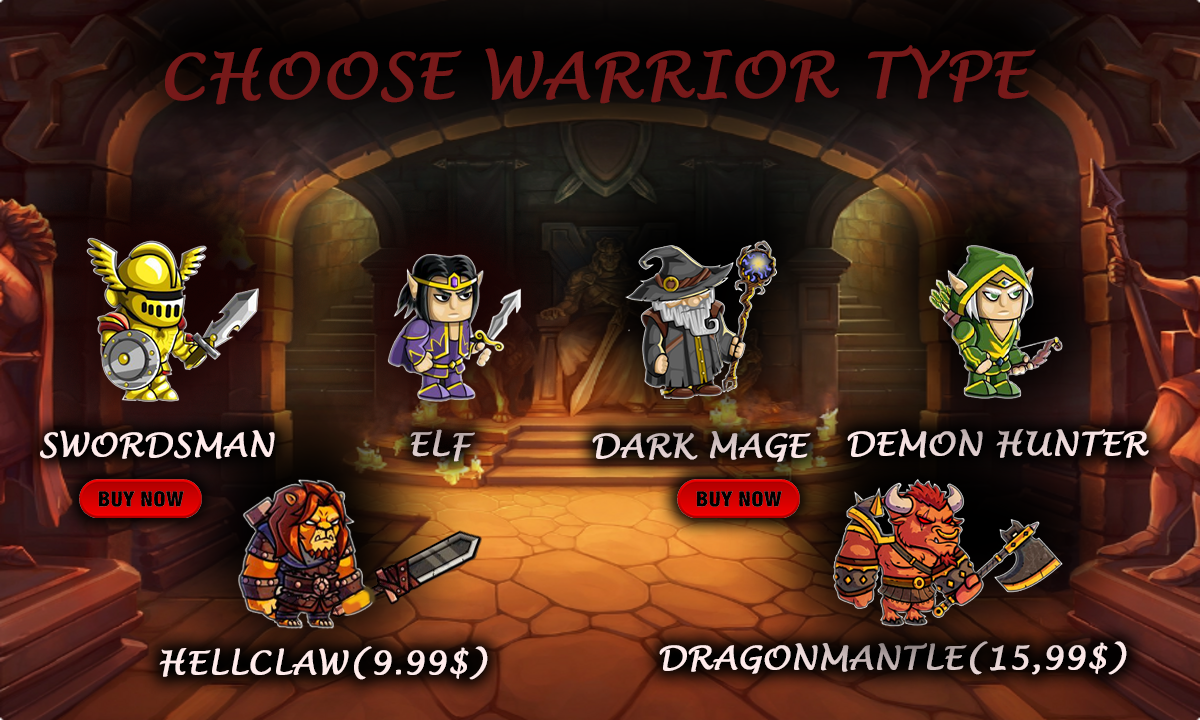 CHOOSE WARRIOR TYPE
SWORDSMAN
ELF
DARK MAGE
DEMON HUNTER
BUY NOW
BUY NOW
HELLCLAW(9.99$)
DRAGONMANTLE(15,99$)